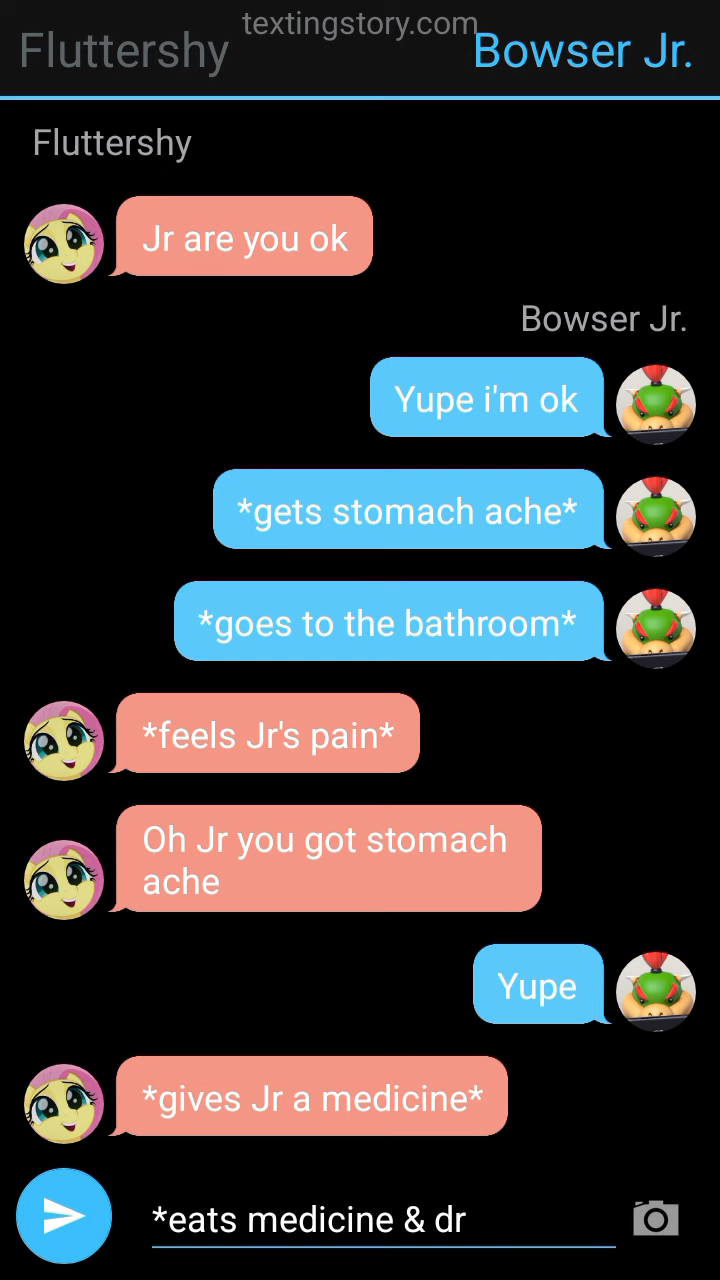 textingstory.com
Fluttershy
Bowser Jr.
Fluttershy
Jr are you ok
Bowser Jr.
Yupe i'm ok
*gets stomach ache*
*goes to the bathroom*
*feels Jr's pain*
Oh Jr you got stomach
ache
Yupe
*gives Jr a medicine*
*eats medicine & dr